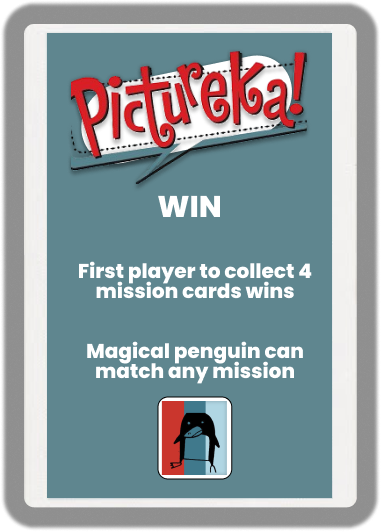 Pictureka!
WIN
First player to collect 4
mission cards wins
Magical penguin can
match any mission